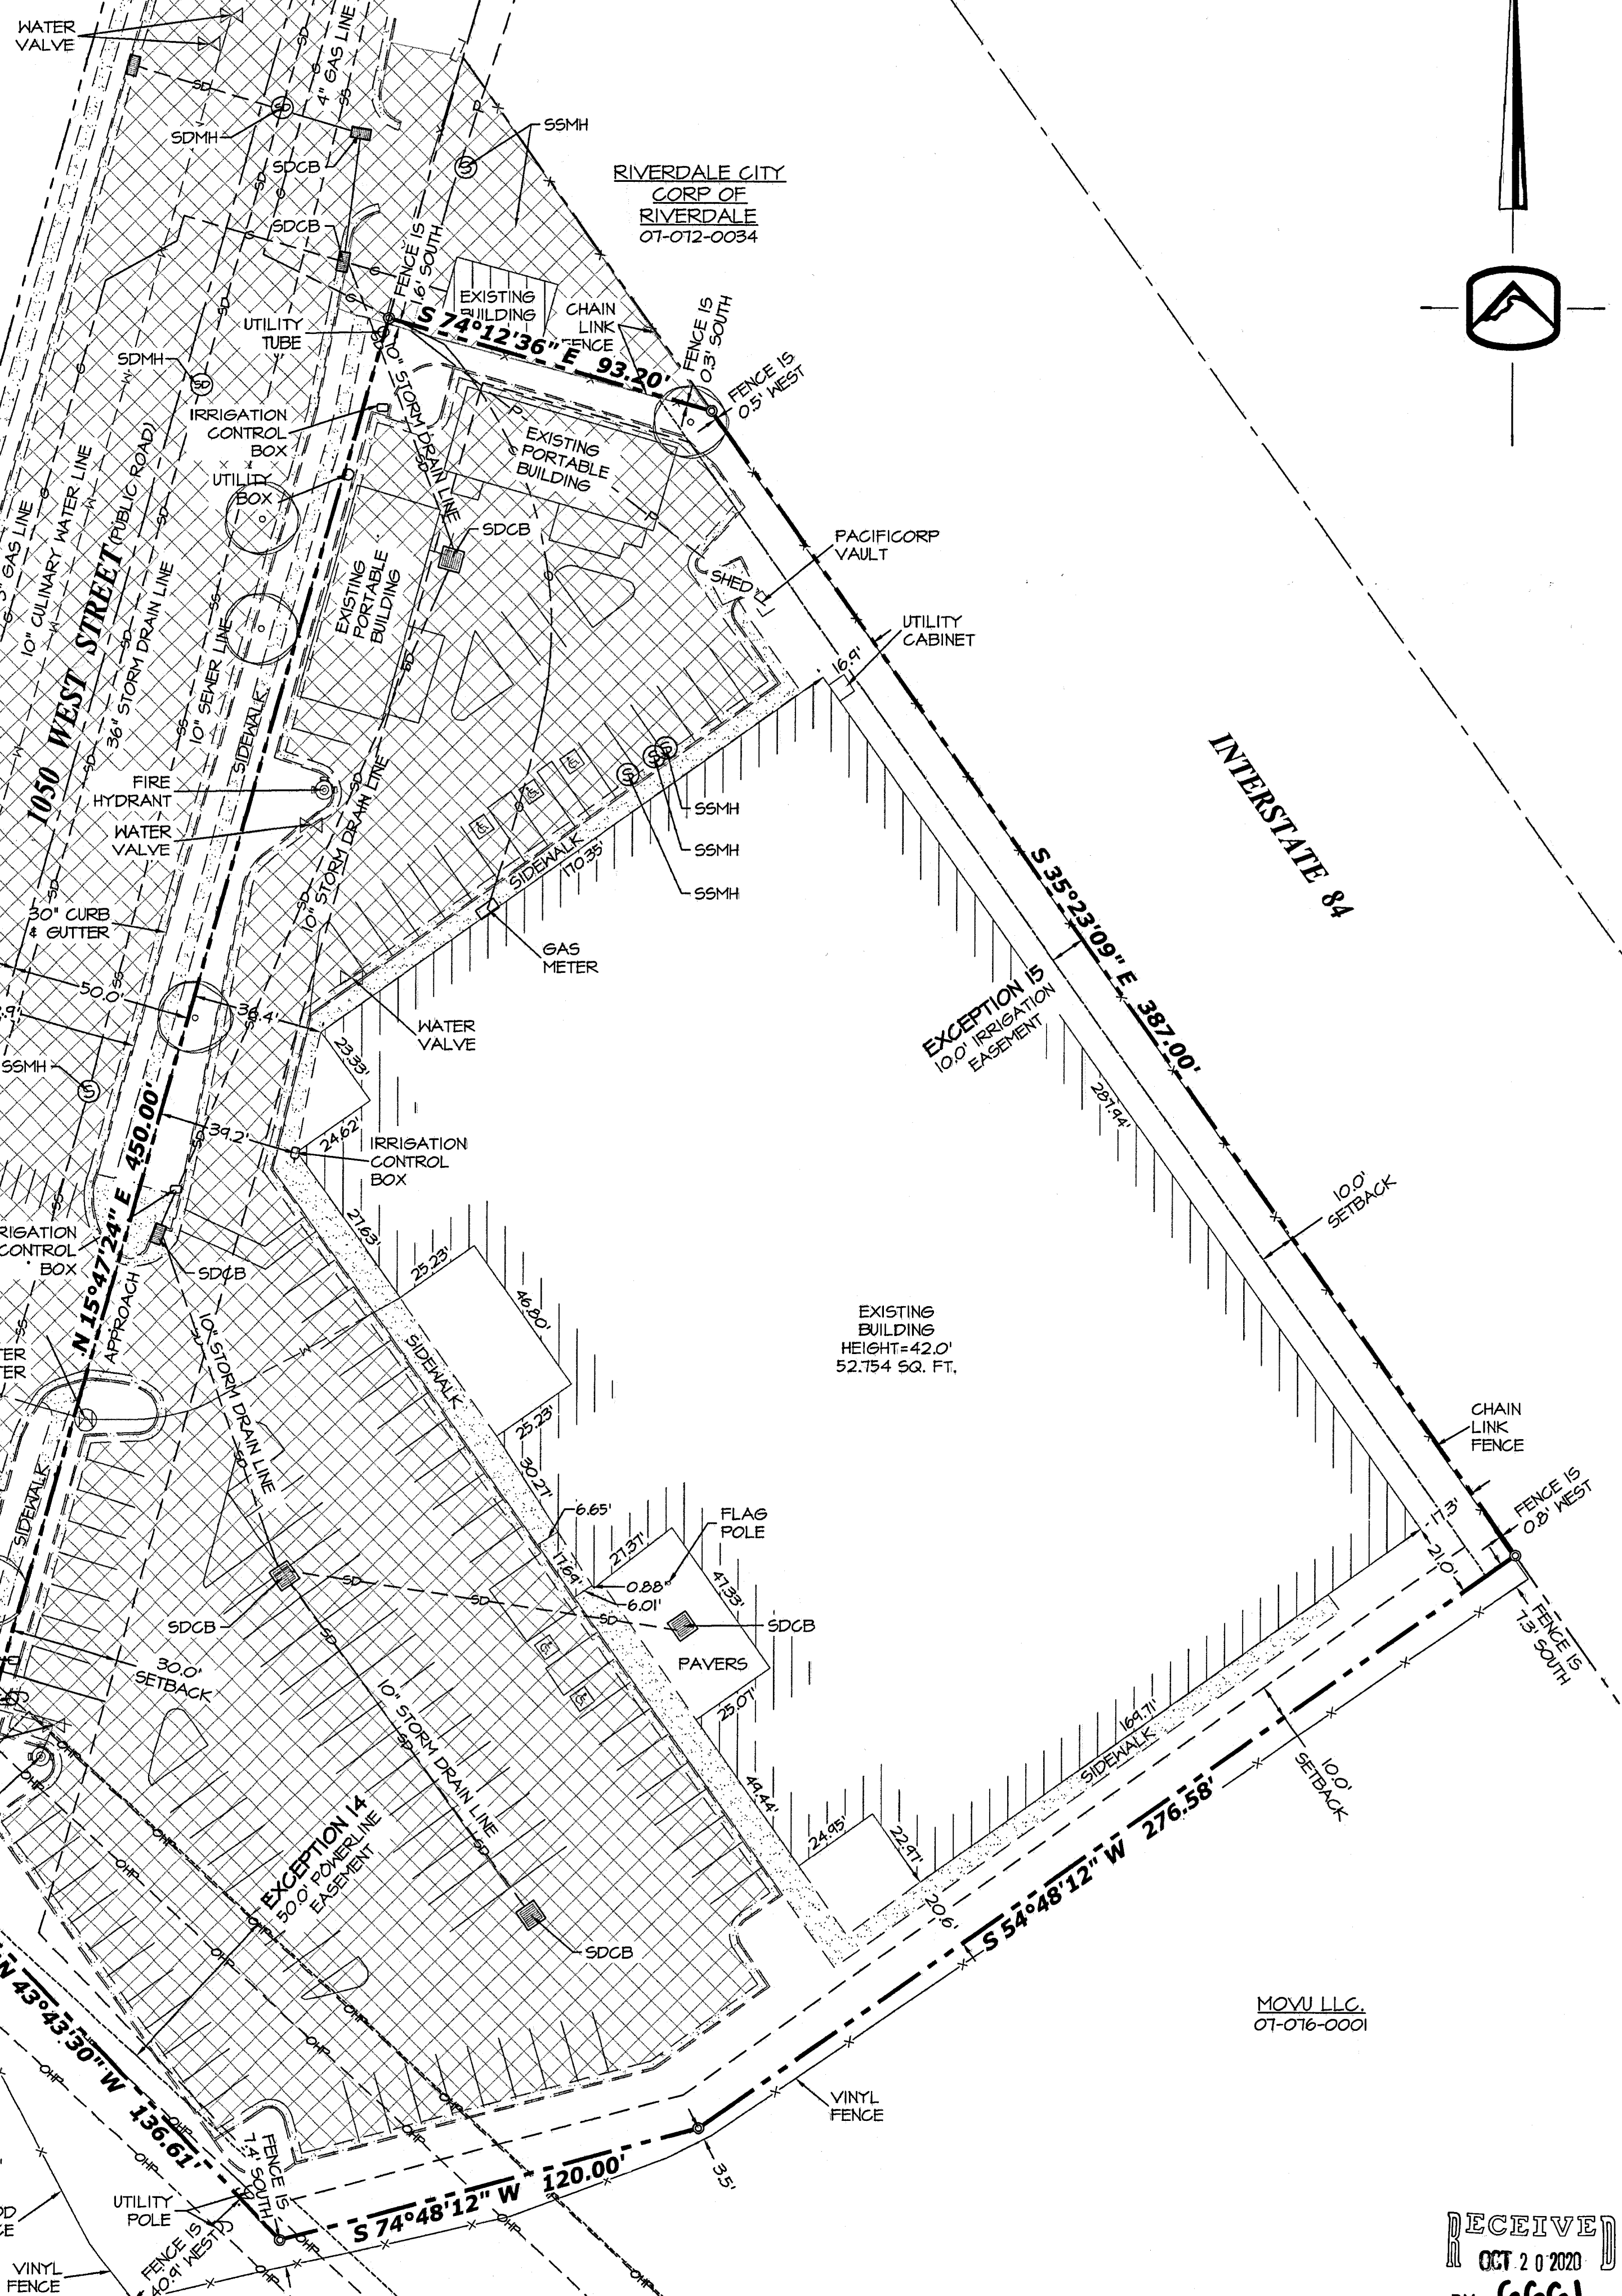 WATER
VALVE
4" GAS LINE
SDMH
SDCB
SSMH
RIVERDALE CITY
CORP OF
RIVERDALE
07-072-0034
SDCB
FENCE IS
1.6' SOUTH
EXISTING
BUILDING
CHAIN
LINK
FENCE
UTILITY
TUBE
S 74°12'36" E 93.20'
FENCE IS
0.3' SOUTH
FENCE IS
0.5' WEST
SDMH
10" STORM DRAIN LINE
IRRIGATION
CONTROL
BOX
EXISTING
PORTABLE
BUILDING
UTILITY
BOX
SDCB
PACIFICORP
VAULT
SHED
EXISTING
PORTABLE
BUILDING
UTILITY
CABINET
16.9'
GAS LINE
10" CULINARY WATER LINE
1050 WEST STREET (PUBLIC ROAD)
36" STORM DRAIN LINE
10" SEWER LINE
SIDEWALK
FIRE
HYDRANT
WATER
VALVE
10" STORM DRAIN LINE
SSMH
SSMH
SSMH
SIDEWALK
170.35'
INTERSTATE 84
30" CURB
& GUTTER
GAS
METER
S 35°23'09" E 387.00'
EXCEPTION 15
10.0' IRRIGATION
EASEMENT
50.0'
WATER
VALVE
23.33'
SSMH
287.94'
39.2'
24.62'
IRRIGATION
CONTROL
BOX
N 15°47'24" E 450.00'
27.63'
10.0'
SETBACK
RIGATION
CONTROL
BOX
SDCB
APPROACH
25.23'
46.80'
EXISTING
BUILDING
HEIGHT=42.0'
52.754 SQ. FT.
10" STORM DRAIN LINE
SIDEWALK
25.23'
30.27'
CHAIN
LINK
FENCE
SIDEWALK
6.65'
FLAG
POLE
FENCE IS
0.8' WEST
17.3'
21.0'
27.37'
17.64'
0.88'
6.01'
47.33'
SDCB
SDCB
PAVERS
FENCE IS
7.3' SOUTH
30.0'
SETBACK
25.07'
169.71'
SIDEWALK
10" STORM DRAIN LINE
10.0'
SETBACK
49.44'
EXCEPTION 14
50.0' POWERLINE
EASEMENT
24.95'
22.97'
S 54°48'12" W 276.58'
20.6'
SDCB
MOVU LLC.
07-076-0001
N 43°43'30" W 136.61'
VINYL
FENCE
FENCE IS
7.4' SOUTH
3.5'
S 74°48'12" W 120.00'
UTILITY
POLE
FENCE IS
40.9' WEST
VINYL
FENCE
RECEIVED
OCT 20 2020